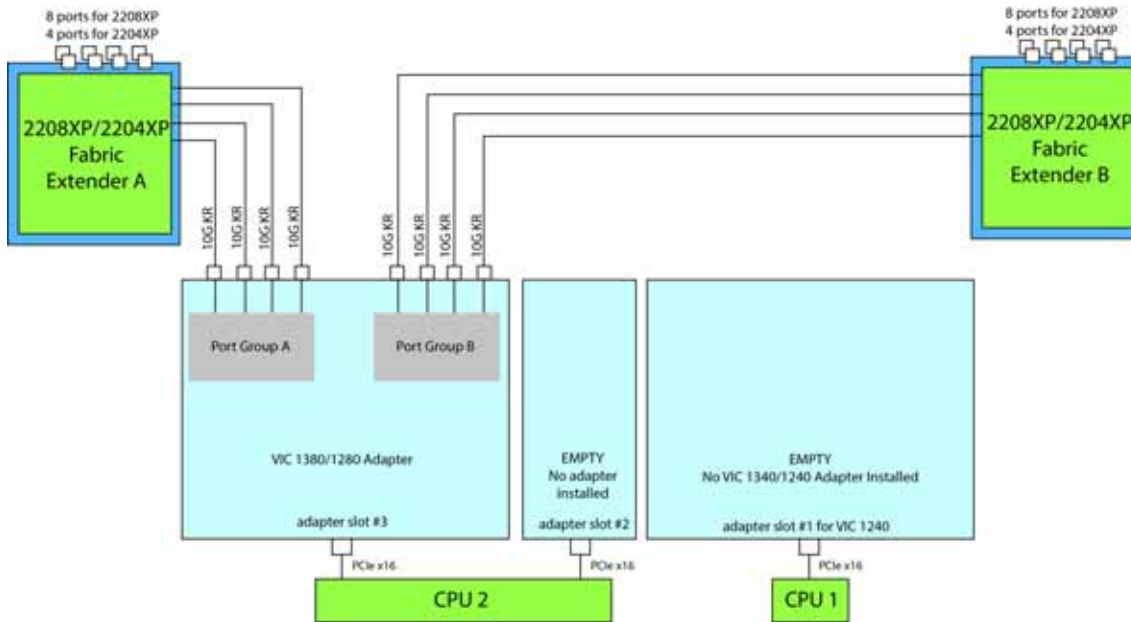 8 ports for 2208XP
4 ports for 2204XP
8 ports for 2208XP
4 ports for 2204XP
2208XP/2204XP
Fabric
Extender A
2208XP/2204XP
Fabric
Extender B
10G KR
10G KR
10G KR
10G KR
10G KR
10G KR
10G KR
10G KR
Port Group A
Port Group B
VIC 1380/1280 Adapter
adapter slot #3
EMPTY
No adapter
installed
adapter slot #2
EMPTY
No VIC 1340/1240 Adapter Installed
adapter slot #1 for VIC 1240
PCIe x16
PCIe x16
PCIe x16
CPU 2
CPU 1